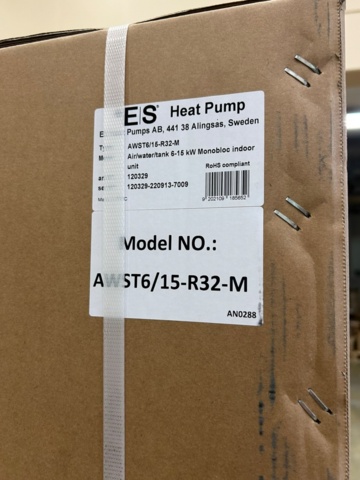 ES Heat Pump
Pumps AB, 441 38 Alingsas, Sweden
AWST6/15-R32-M
Air/water/tank 6-15 kW Monobloc indoor
unit
RoHS compliant
120329
120329-220913-7009
Model NO.:
AWST6/15-R32-M
AN0288